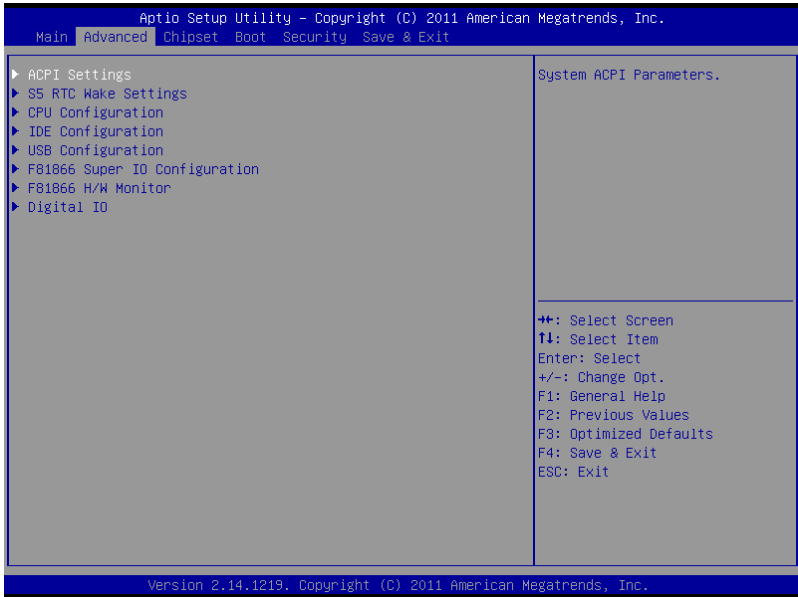 Aptio Setup Utility – Copyright (C) 2011 American Megatrends, Inc.
Main Advanced Chipset Boot Security Save & Exit
ACPI Settings
S5 RTC Wake Settings
CPU Configuration
IDE Configuration
USB Configuration
F81866 Super IO Configuration
F81866 H/W Monitor
Digital IO
System ACPI Parameters.
→←: Select Screen
↑↓: Select Item
Enter: Select
+/-: Change Opt.
F1: General Help
F2: Previous Values
F3: Optimized Defaults
F4: Save & Exit
ESC: Exit
Version 2.14.1219. Copyright (C) 2011 American Megatrends, Inc.